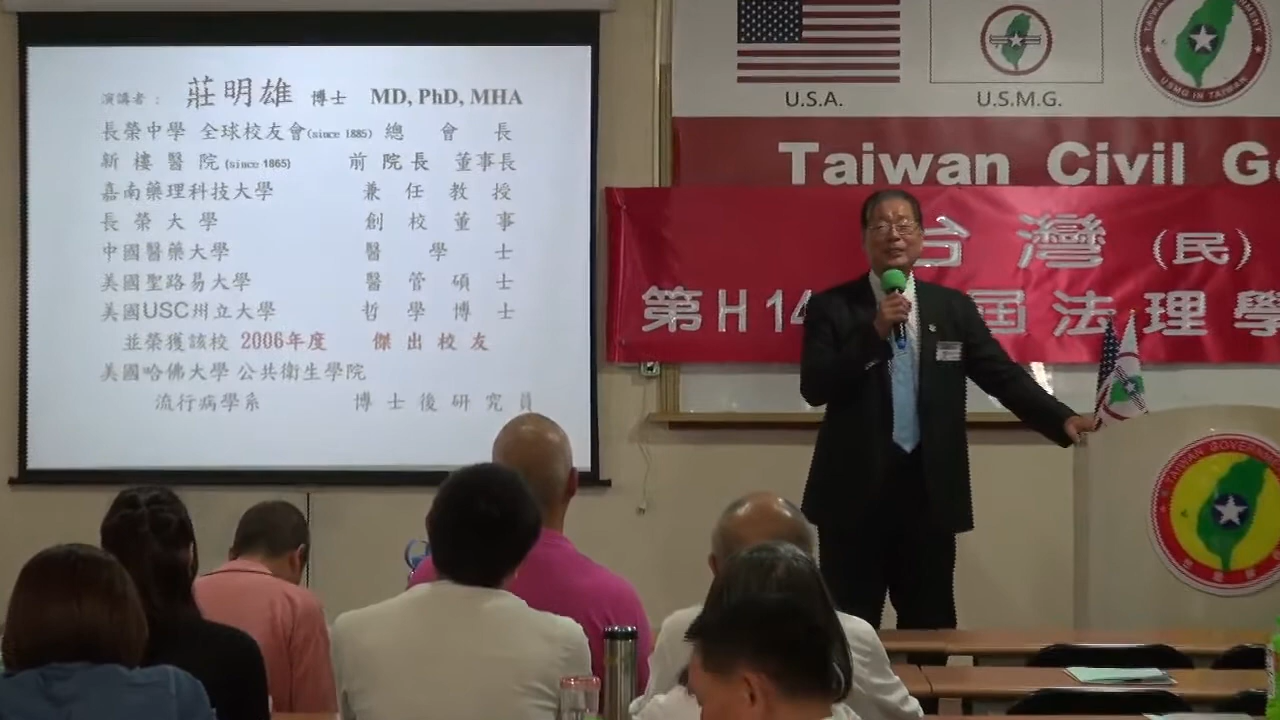 演講者： 莊明雄 博士 MD, PhD, MHA
長榮中學 全球校友會(since 1885) 總會長
新樓醫院(since 1865) 前院長 董事長
嘉南藥理科技大學 兼任教授
長榮大學 創校董事
中國醫藥大學 醫學士
美國聖路易大學 醫管碩士
美國USC州立大學 哲學博士
並榮獲該校 2006年度 傑出校友
美國哈佛大學 公共衛生學院
流行病學系 博士後研究員
U.S.A.
U.S.M.G.
USMG IN TAIWAN
Taiwan Civil G
台灣(民)
第H14 屆法理學
TAIWAN GOVERNMENT